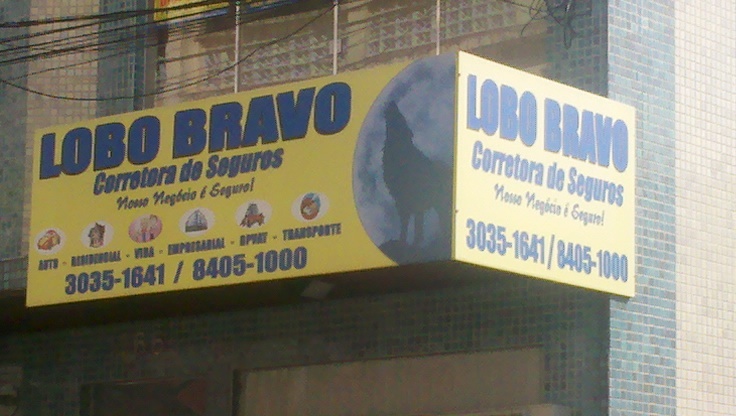 LOBO BRAVO
Corretora de Seguros
Nosso Negócio é Seguro!
AUTO - RESIDENCIAL - VIDA - EMPRESARIAL - DPVAT - TRANSPORTE
3035-1641 / 8405-1000
LOBO BRAVO
Corretora de Seguros
Nosso Negócio é Seguro!
3035-1641 / 8405-1000